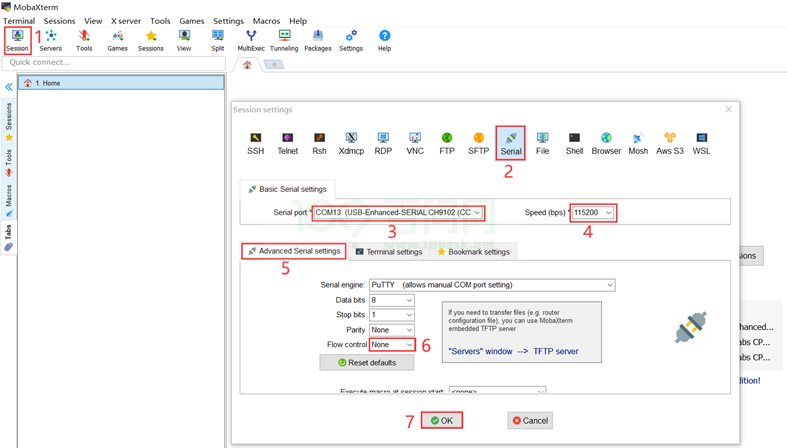 MobaXterm
Terminal Sessions View X server Tools Games Settings Macros Help
Session 1 Servers Tools Games Sessions View Split MultiExec Tunneling Packages Settings Help
Quick connect...
1. Home
Sessions
Tools
Macros
Tabs
Session settings
SSH Telnet Rsh Xdmcp RDP VNC FTP SFTP Serial File Shell Browser Mosh Aws S3 WSL
2
Basic Serial settings
Serial port * COM13 (USB-Enhanced-SERIAL CH9102 (CC Speed (bps) * 115200
3 4
www.100ask.net
5 Advanced Serial settings Terminal settings Bookmark settings
Serial engine: PuTTY (allows manual COM port setting)
Data bits 8
Stop bits 1
Parity None
Flow control None 6
Reset defaults
If you need to transfer files (e.g. router
configuration file), you can use MobaXterm
embedded TFTP server
"Servers" window --> TFTP server
Execute macro at session start: <none>
7 OK Cancel
ions
hanced...
abs CP...
abs CP...
dition!